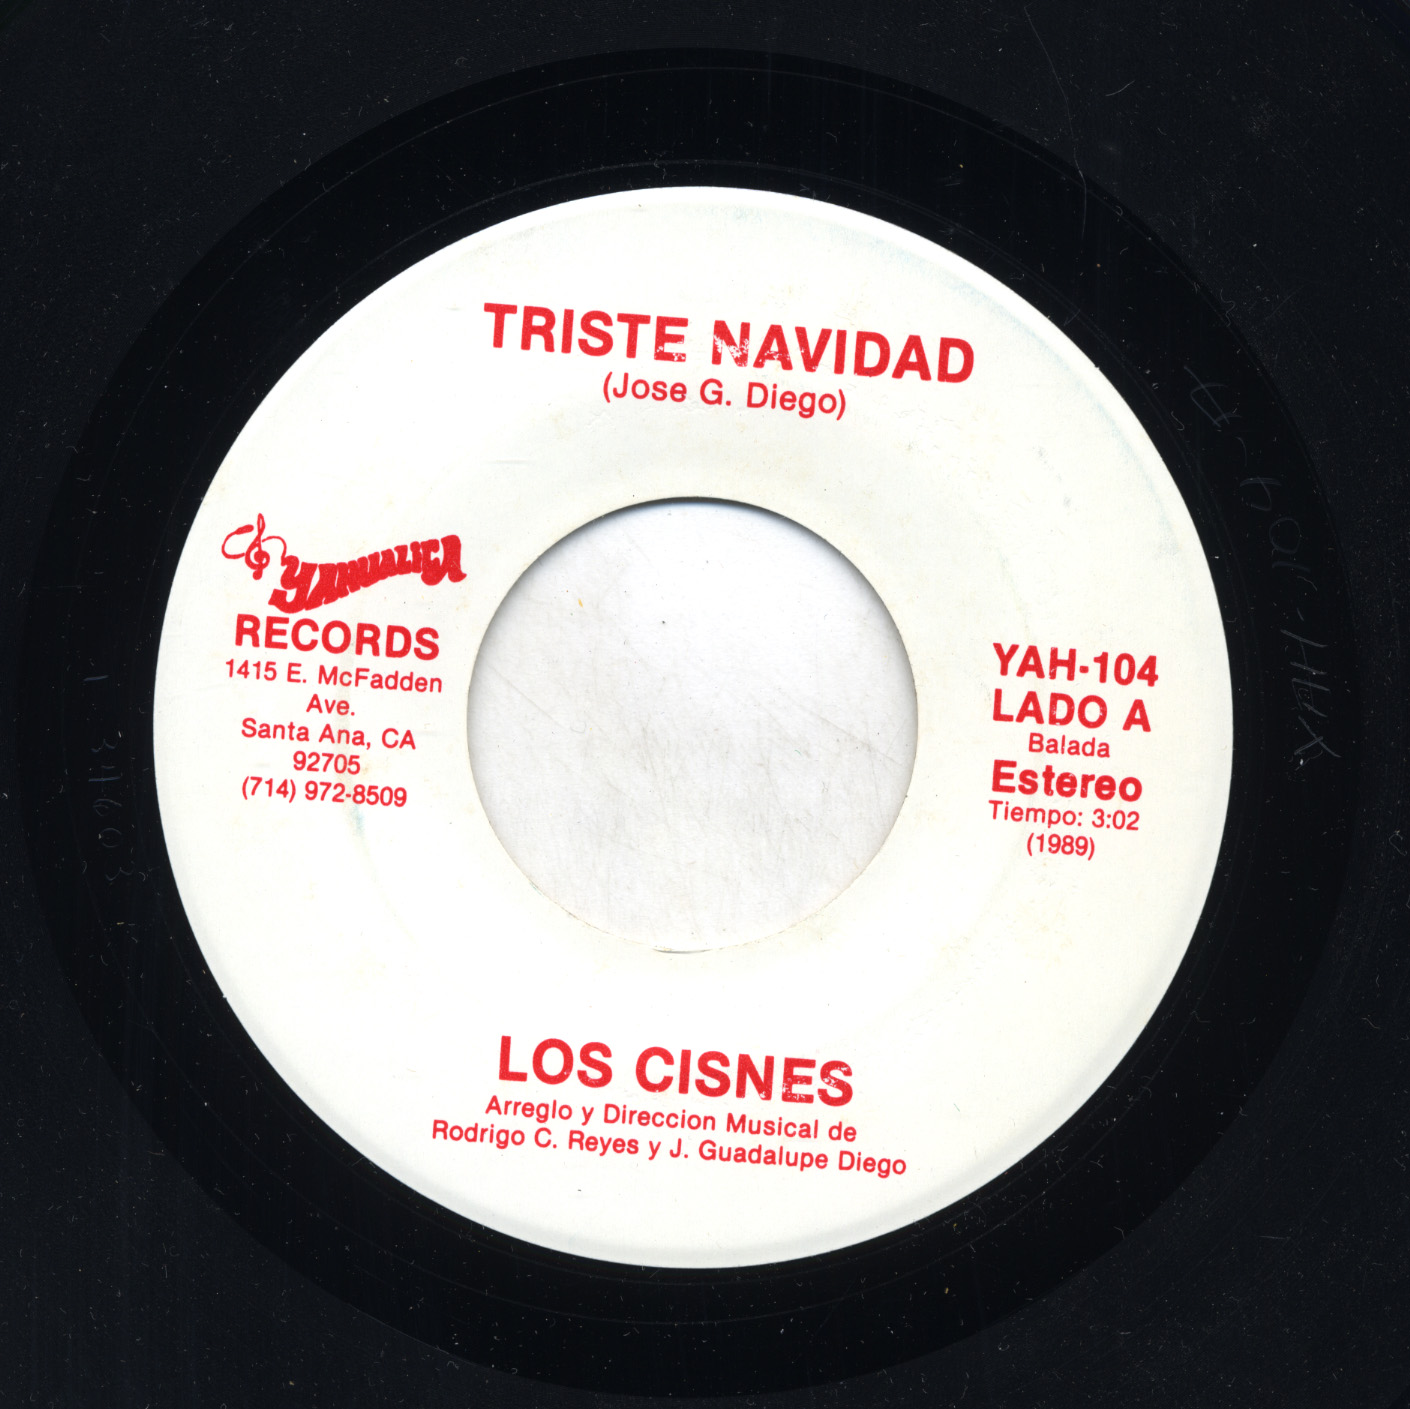 TRISTE NAVIDAD
(Jose G. Diego)
YAHUALICA
RECORDS
1415 E. McFadden
Ave.
Santa Ana, CA
92705
(714) 972-8509
YAH-104
LADO A
Balada
Estereo
Tiempo: 3:02
(1989)
LOS CISNES
Arreglo y Direccion Musical de
Rodrigo C. Reyes y J. Guadalupe Diego